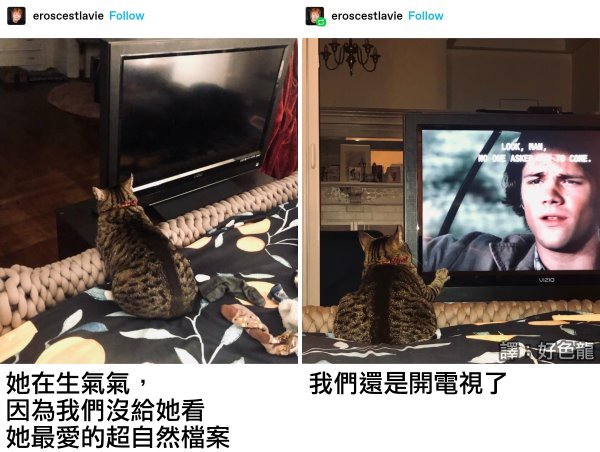 eroscestlavie Follow
eroscestlavie Follow
LOOK, MAN,
NO ONE ASKED TO COME.
VIZIO
譯：好色龍
她在生氣氣，
因為我們沒給她看
她最愛的超自然檔案
我們還是開電視了